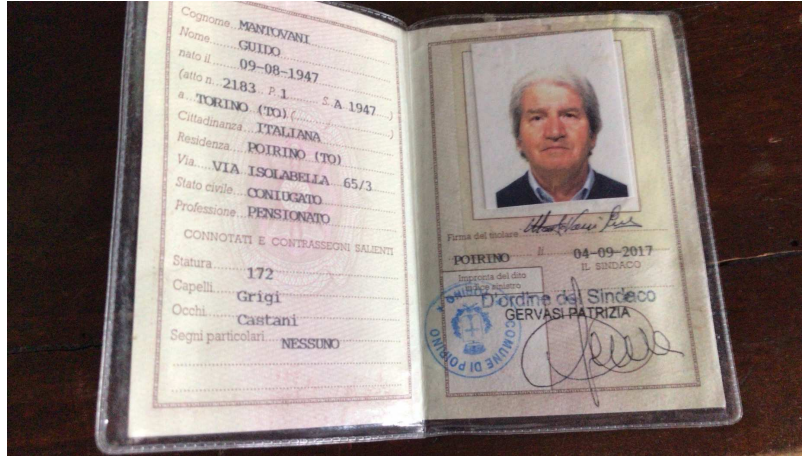 Cognome MANTOVANI
Nome GUIDO
nato il 09-08-1947
(atto n. 2183 P. 1 S. A 1947)
a TORINO (TO) (...........)
Cittadinanza ITALIANA
Residenza POIRINO (TO)
Via VIA ISOLABELLA 65/3
Stato civile CONIUGATO
Professione PENSIONATO
CONNOTATI E CONTRASSEGNI SALIENTI
Statura 172
Capelli Grigi
Occhi Castani
Segni particolari NESSUNO
Firma del titolare
POIRINO li 04-09-2017
IL SINDACO
Impronta del dito
indice sinistro
D'ordine del Sindaco
GERVASI PATRIZIA
COMUNE DI POIRINO